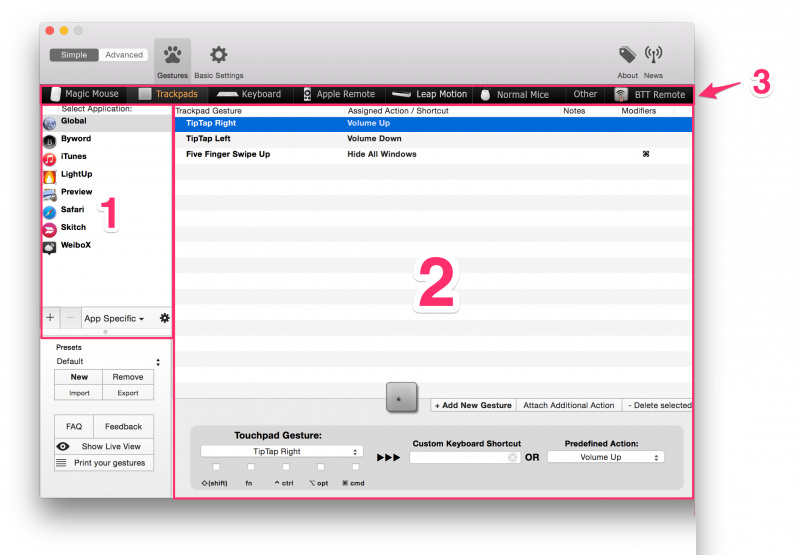 Simple Advanced
Gestures Basic Settings About News
Magic Mouse Trackpads Keyboard Apple Remote Leap Motion Normal Mice Other BTT Remote
3
Select Application:
Global
Byword
iTunes
LightUp
Preview
Safari
Skitch
WeiboX
1
+ − App Specific
Trackpad Gesture Assigned Action / Shortcut Notes Modifiers
TipTap Right Volume Up
TipTap Left Volume Down
Five Finger Swipe Up Hide All Windows ⌘
2
Presets
Default
New Remove
Import Export
FAQ Feedback
Show Live View
Print your gestures
+ Add New Gesture Attach Additional Action - Delete selected
Touchpad Gesture:
TipTap Right
⇧(shift) fn ^ ctrl ⌥ opt ⌘ cmd
Custom Keyboard Shortcut
OR
Predefined Action:
Volume Up